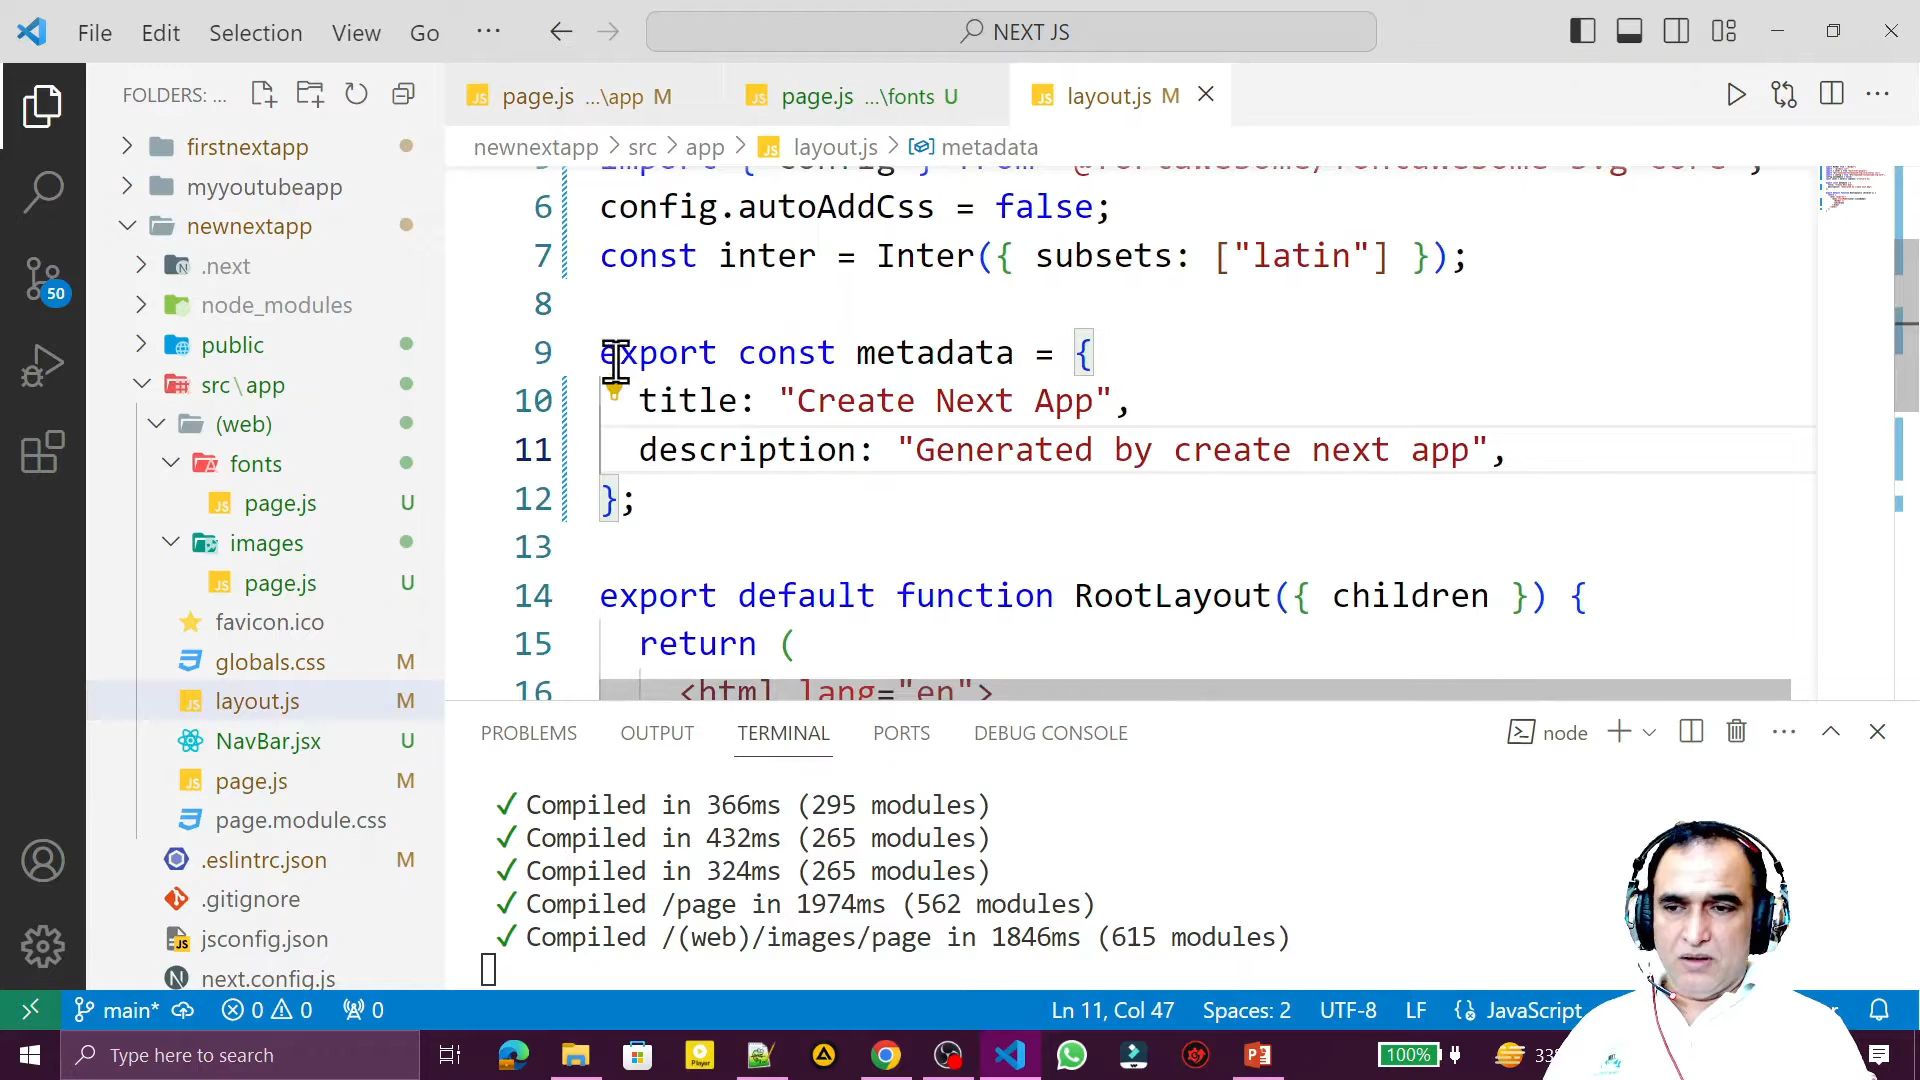 File Edit Selection View Go ··· NEXT JS
FOLDERS: ...
firstnextapp
myyoutubeapp
newnextapp
.next
node_modules
public
src\app
(web)
fonts
page.js U
images
page.js U
favicon.ico
globals.css M
layout.js M
NavBar.jsx U
page.js M
page.module.css
.eslintrc.json M
.gitignore
jsconfig.json
next.config.js
50
page.js ...\app M page.js ...\fonts U layout.js M
newnextapp > src > app > layout.js > metadata
import { config } from "@fortawesome/fontawesome-svg-core";
6 config.autoAddCss = false;
7 const inter = Inter({ subsets: ["latin"] });
8
9 export const metadata = {
10 title: "Create Next App",
11 description: "Generated by create next app",
12 };
13
14 export default function RootLayout({ children }) {
15 return (
16 <html lang="en">
PROBLEMS OUTPUT TERMINAL PORTS DEBUG CONSOLE node
✓ Compiled in 366ms (295 modules)
✓ Compiled in 432ms (265 modules)
✓ Compiled in 324ms (265 modules)
✓ Compiled /page in 1974ms (562 modules)
✓ Compiled /(web)/images/page in 1846ms (615 modules)
main* 0 0 0 Ln 11, Col 47 Spaces: 2 UTF-8 LF JavaScript
Type here to search 100%